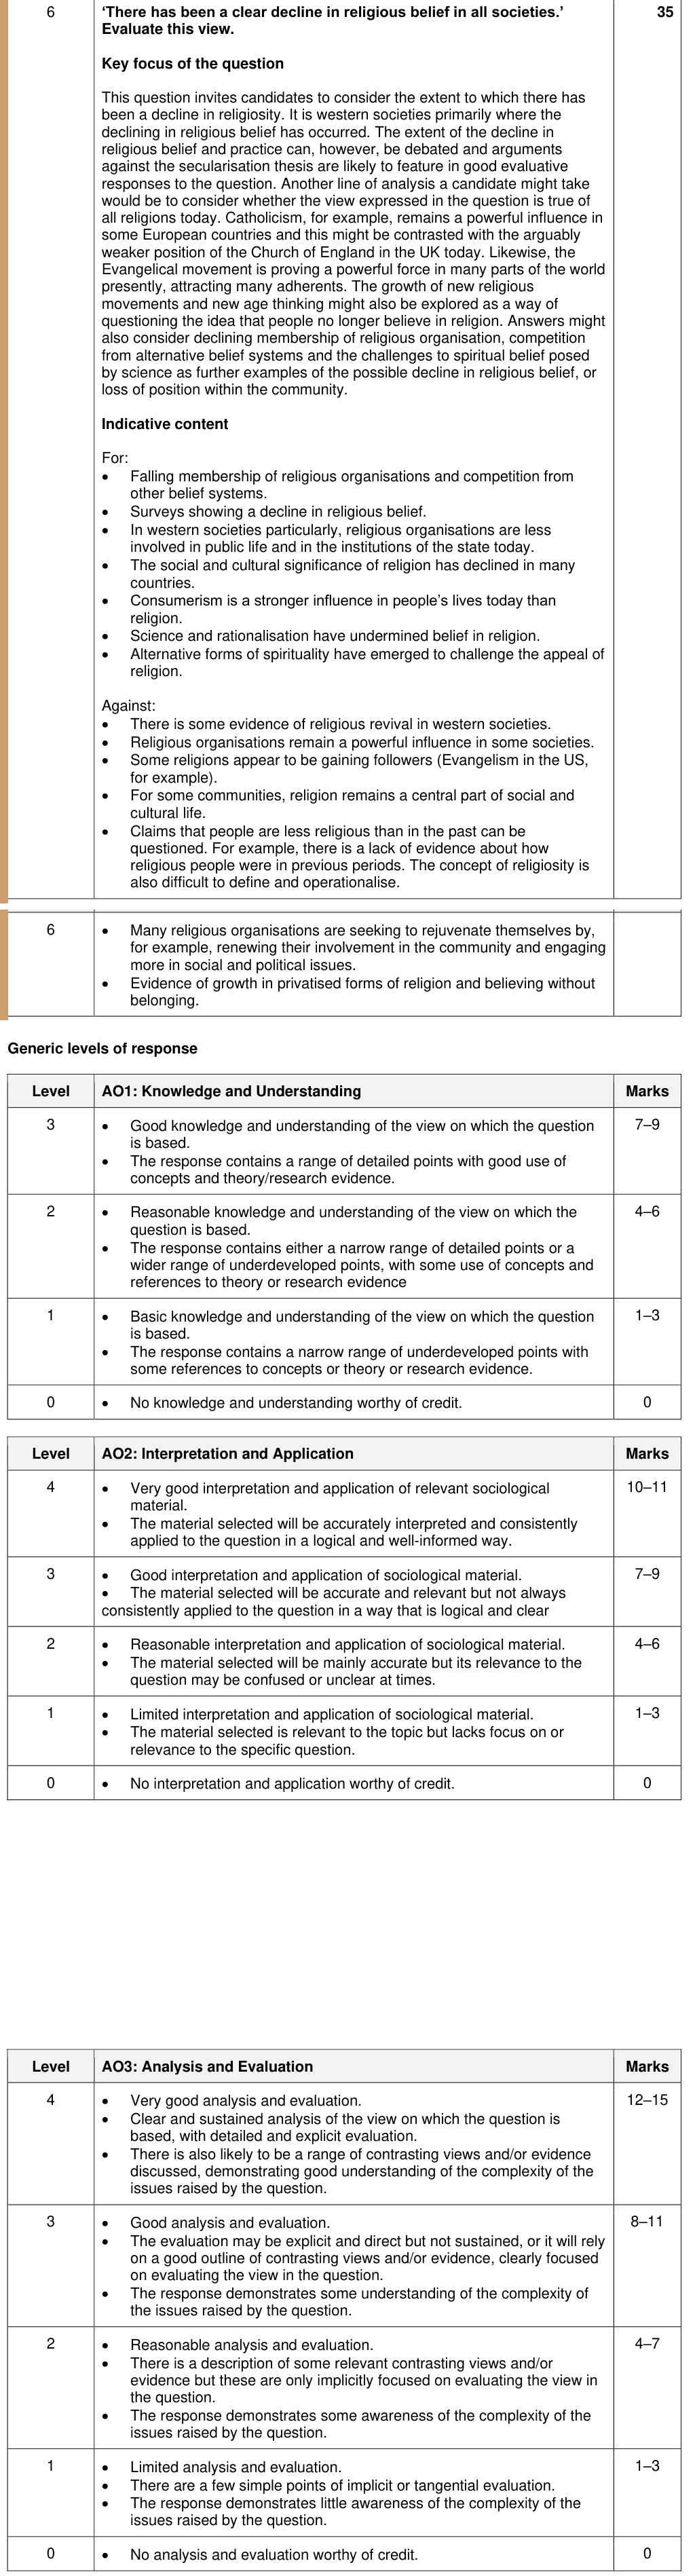 6 ‘There has been a clear decline in religious belief in all societies.’ 35
Evaluate this view.
Key focus of the question
This question invites candidates to consider the extent to which there has
been a decline in religiosity. It is western societies primarily where the
declining in religious belief has occurred. The extent of the decline in
religious belief and practice can, however, be debated and arguments
against the secularisation thesis are likely to feature in good evaluative
responses to the question. Another line of analysis a candidate might take
would be to consider whether the view expressed in the question is true of
all religions today. Catholicism, for example, remains a powerful influence in
some European countries and this might be contrasted with the arguably
weaker position of the Church of England in the UK today. Likewise, the
Evangelical movement is proving a powerful force in many parts of the world
presently, attracting many adherents. The growth of new religious
movements and new age thinking might also be explored as a way of
questioning the idea that people no longer believe in religion. Answers might
also consider declining membership of religious organisation, competition
from alternative belief systems and the challenges to spiritual belief posed
by science as further examples of the possible decline in religious belief, or
loss of position within the community.
Indicative content
For:
• Falling membership of religious organisations and competition from
other belief systems.
• Surveys showing a decline in religious belief.
• In western societies particularly, religious organisations are less
involved in public life and in the institutions of the state today.
• The social and cultural significance of religion has declined in many
countries.
• Consumerism is a stronger influence in people’s lives today than
religion.
• Science and rationalisation have undermined belief in religion.
• Alternative forms of spirituality have emerged to challenge the appeal of
religion.
Against:
• There is some evidence of religious revival in western societies.
• Religious organisations remain a powerful influence in some societies.
• Some religions appear to be gaining followers (Evangelism in the US,
for example).
• For some communities, religion remains a central part of social and
cultural life.
• Claims that people are less religious than in the past can be
questioned. For example, there is a lack of evidence about how
religious people were in previous periods. The concept of religiosity is
also difficult to define and operationalise.
6 • Many religious organisations are seeking to rejuvenate themselves by,
for example, renewing their involvement in the community and engaging
more in social and political issues.
• Evidence of growth in privatised forms of religion and believing without
belonging.
Generic levels of response
Level AO1: Knowledge and Understanding Marks
3 • Good knowledge and understanding of the view on which the question 7–9
is based.
• The response contains a range of detailed points with good use of
concepts and theory/research evidence.
2 • Reasonable knowledge and understanding of the view on which the 4–6
question is based.
• The response contains either a narrow range of detailed points or a
wider range of underdeveloped points, with some use of concepts and
references to theory or research evidence
1 • Basic knowledge and understanding of the view on which the question 1–3
is based.
• The response contains a narrow range of underdeveloped points with
some references to concepts or theory or research evidence.
0 • No knowledge and understanding worthy of credit. 0
Level AO2: Interpretation and Application Marks
4 • Very good interpretation and application of relevant sociological 10–11
material.
• The material selected will be accurately interpreted and consistently
applied to the question in a logical and well-informed way.
3 • Good interpretation and application of sociological material. 7–9
• The material selected will be accurate and relevant but not always
consistently applied to the question in a way that is logical and clear
2 • Reasonable interpretation and application of sociological material. 4–6
• The material selected will be mainly accurate but its relevance to the
question may be confused or unclear at times.
1 • Limited interpretation and application of sociological material. 1–3
• The material selected is relevant to the topic but lacks focus on or
relevance to the specific question.
0 • No interpretation and application worthy of credit. 0
Level AO3: Analysis and Evaluation Marks
4 • Very good analysis and evaluation. 12–15
• Clear and sustained analysis of the view on which the question is
based, with detailed and explicit evaluation.
• There is also likely to be a range of contrasting views and/or evidence
discussed, demonstrating good understanding of the complexity of the
issues raised by the question.
3 • Good analysis and evaluation. 8–11
• The evaluation may be explicit and direct but not sustained, or it will rely
on a good outline of contrasting views and/or evidence, clearly focused
on evaluating the view in the question.
• The response demonstrates some understanding of the complexity of
the issues raised by the question.
2 • Reasonable analysis and evaluation. 4–7
• There is a description of some relevant contrasting views and/or
evidence but these are only implicitly focused on evaluating the view in
the question.
• The response demonstrates some awareness of the complexity of the
issues raised by the question.
1 • Limited analysis and evaluation. 1–3
• There are a few simple points of implicit or tangential evaluation.
• The response demonstrates little awareness of the complexity of the
issues raised by the question.
0 • No analysis and evaluation worthy of credit. 0